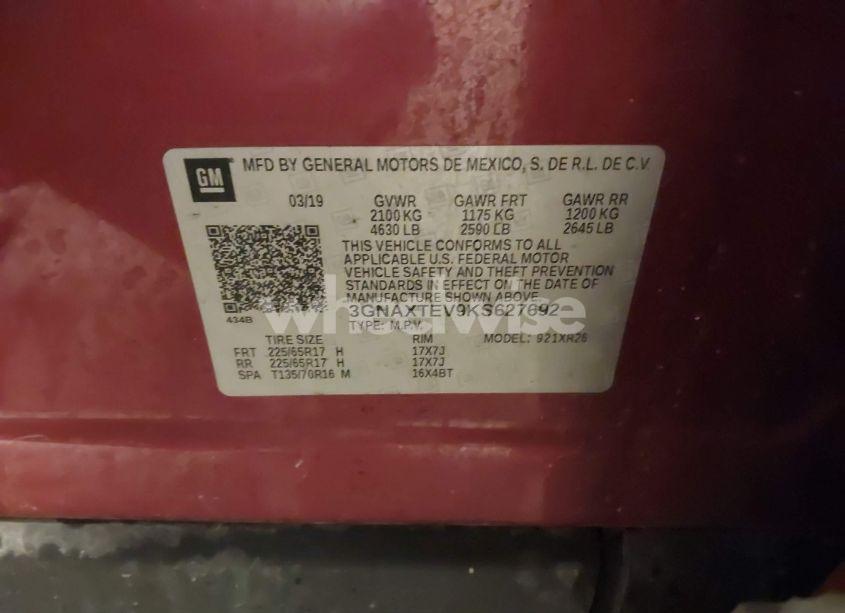 GM
MFD BY GENERAL MOTORS DE MEXICO, S. DE R.L. DE C.V.
03/19 GVWR GAWR FRT GAWR RR
2100 KG 1175 KG 1200 KG
4630 LB 2590 LB 2645 LB
THIS VEHICLE CONFORMS TO ALL
APPLICABLE U.S. FEDERAL MOTOR
VEHICLE SAFETY AND THEFT PREVENTION
STANDARDS IN EFFECT ON THE DATE OF
MANUFACTURE SHOWN ABOVE
3GNAXTEV9KS627692
wheelwise
434B
TYPE: M.P.V.
TIRE SIZE RIM MODEL: 921XR26
FRT 225/65R17 H 17X7J
RR 225/65R17 H 17X7J
SPA T135/70R16 M 16X4BT